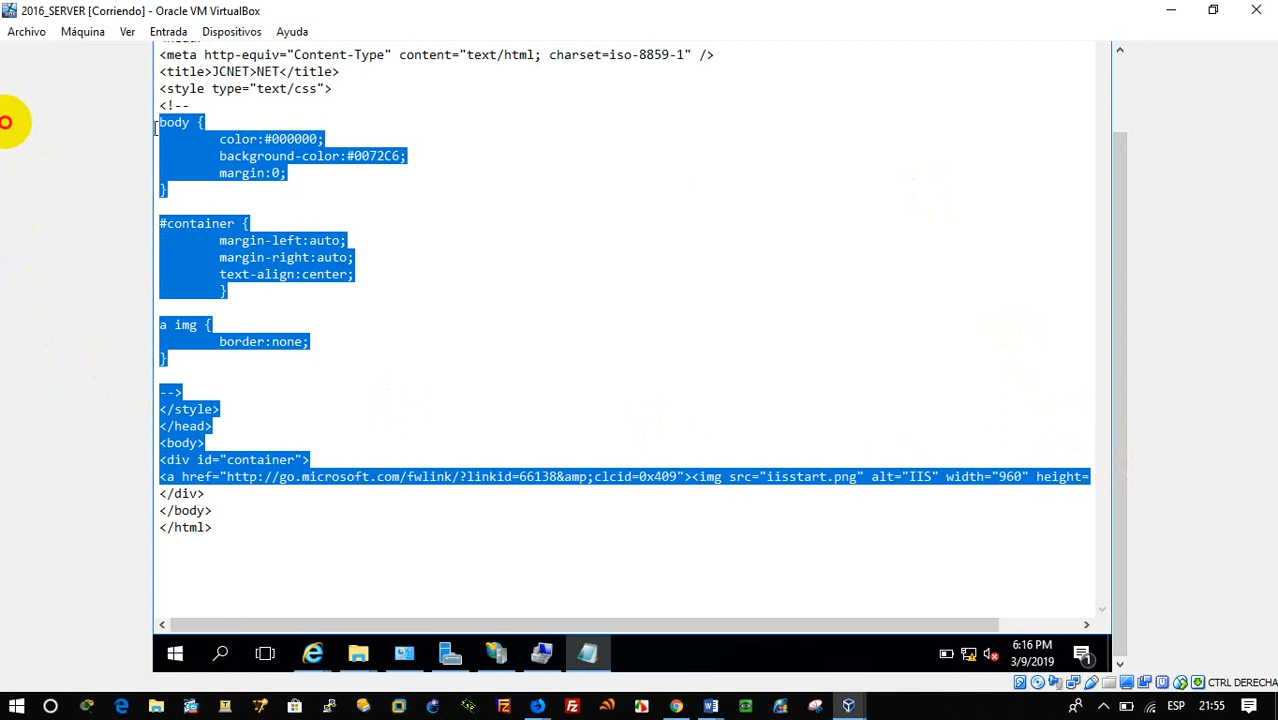 2016_SERVER [Corriendo] - Oracle VM VirtualBox
Archivo Máquina Ver Entrada Dispositivos Ayuda
<meta http-equiv="Content-Type" content="text/html; charset=iso-8859-1" />
<title>JCNET>NET</title>
<style type="text/css">
<!--
body {
color:#000000;
background-color:#0072C6;
margin:0;
}
#container {
margin-left:auto;
margin-right:auto;
text-align:center;
}
a img {
border:none;
}
-->
</style>
</head>
<body>
<div id="container">
<a href="http://go.microsoft.com/fwlink/?linkid=66138&amp;clcid=0x409"><img src="iisstart.png" alt="IIS" width="960" height=
</div>
</body>
</html>
6:16 PM
3/9/2019
1
CTRL DERECHA
ESP 21:55